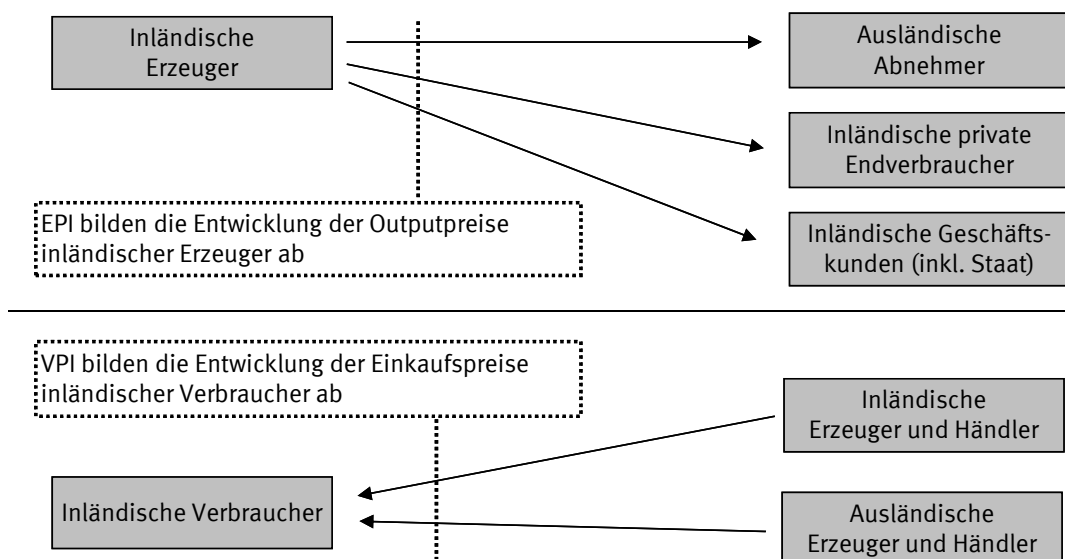 Inländische
Erzeuger
Ausländische
Abnehmer
Inländische private
Endverbraucher
EPI bilden die Entwicklung der Outputpreise
inländischer Erzeuger ab
Inländische Geschäfts-
kunden (inkl. Staat)
VPI bilden die Entwicklung der Einkaufspreise
inländischer Verbraucher ab
Inländische
Erzeuger und Händler
Inländische Verbraucher
Ausländische
Erzeuger und Händler